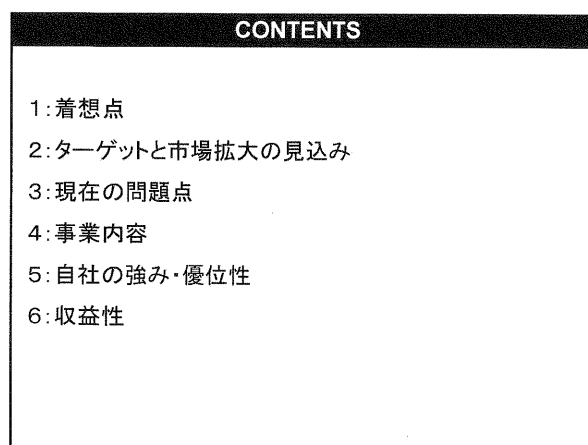 CONTENTS
1:着想点
2:ターゲットと市場拡大の見込み
3:現在の問題点
4:事業内容
5:自社の強み・優位性
6:収益性